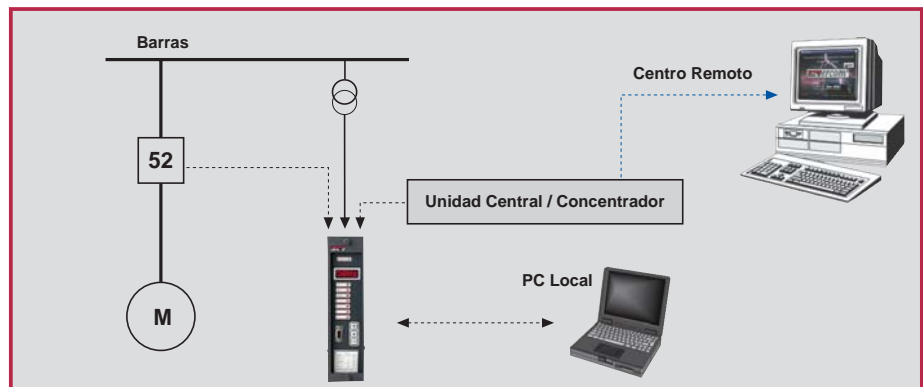 Barras
Centro Remoto
52
Unidad Central / Concentrador
PC Local
M